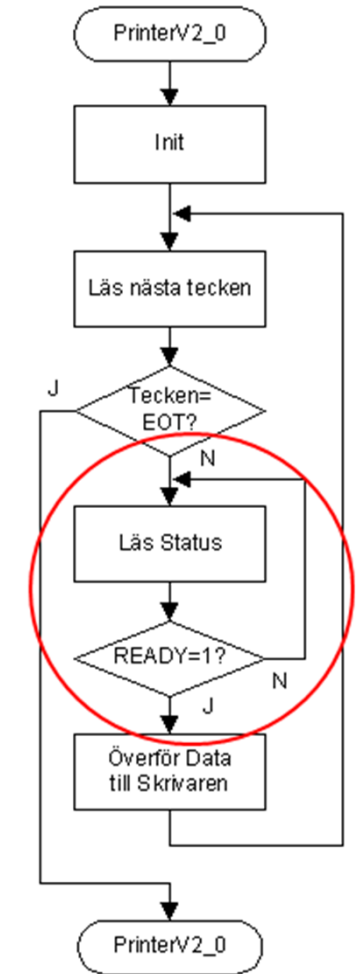 PrinterV2_0
Init
Läs nästa tecken
J
Tecken=
EOT?
N
Läs Status
READY=1?
N
J
Överför Data
till Skrivaren
PrinterV2_0